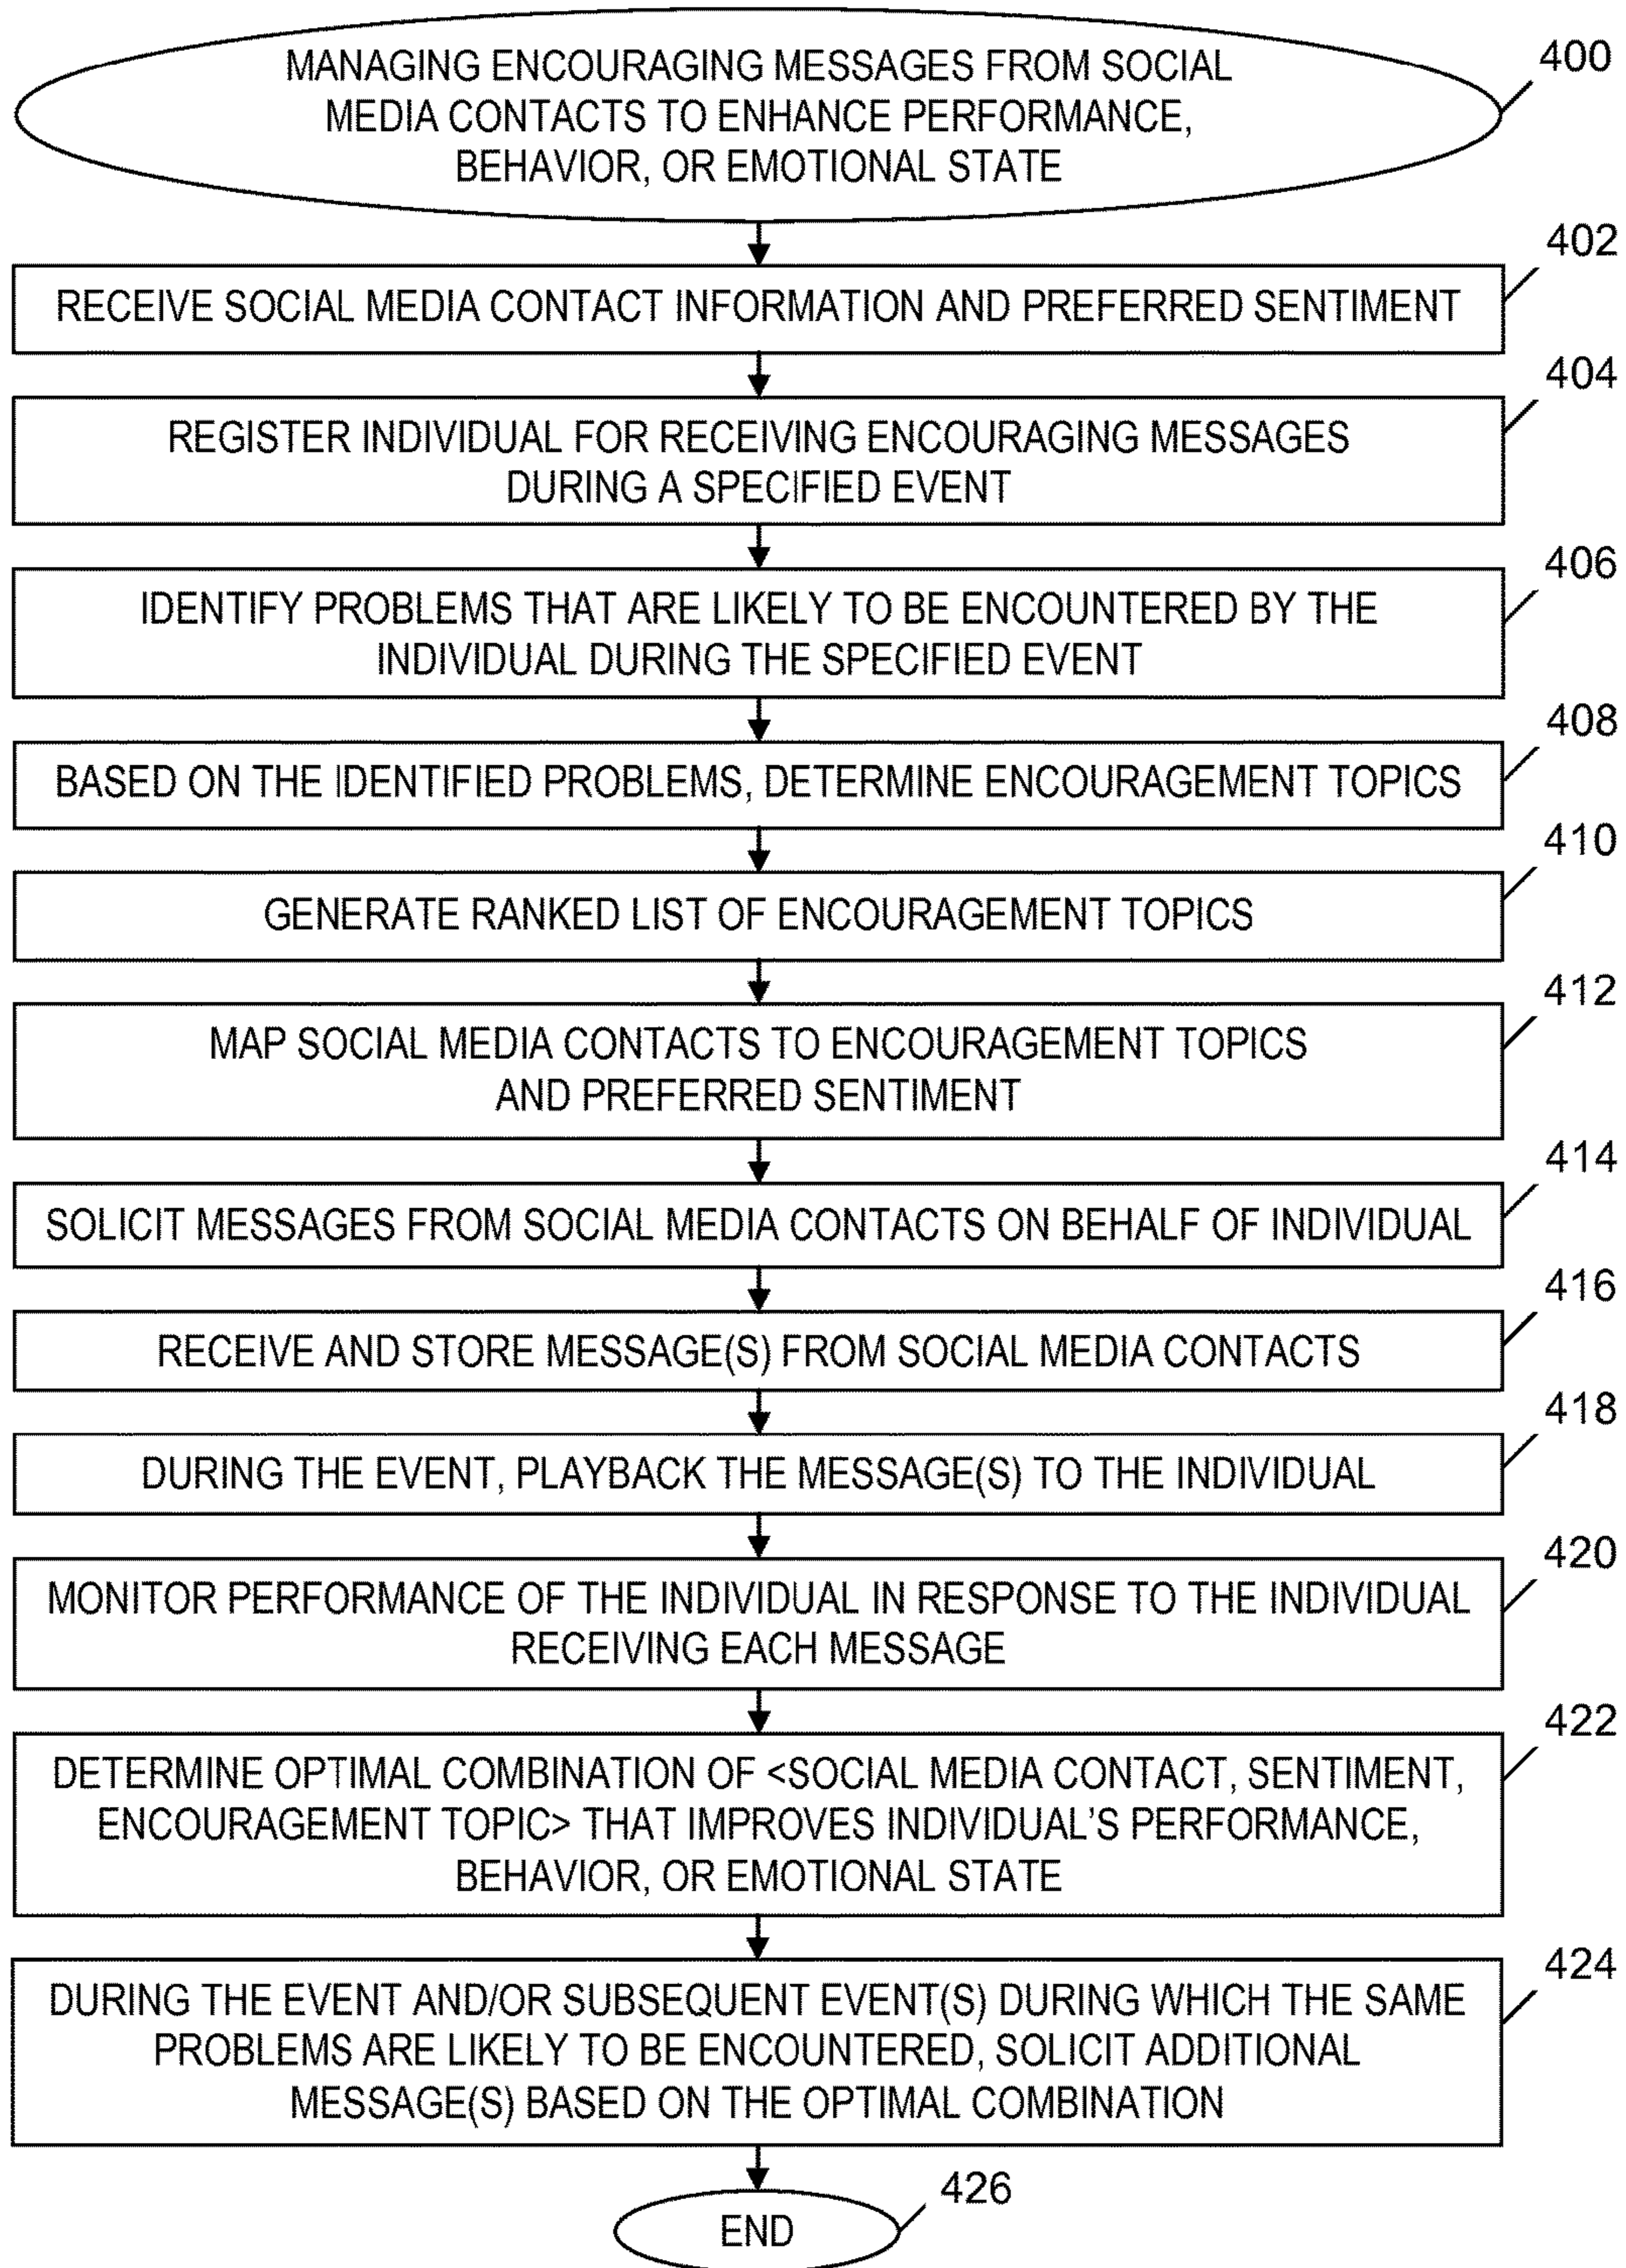 MANAGING ENCOURAGING MESSAGES FROM SOCIAL
MEDIA CONTACTS TO ENHANCE PERFORMANCE,
BEHAVIOR, OR EMOTIONAL STATE
400
402
RECEIVE SOCIAL MEDIA CONTACT INFORMATION AND PREFERRED SENTIMENT
404
REGISTER INDIVIDUAL FOR RECEIVING ENCOURAGING MESSAGES
DURING A SPECIFIED EVENT
406
IDENTIFY PROBLEMS THAT ARE LIKELY TO BE ENCOUNTERED BY THE
INDIVIDUAL DURING THE SPECIFIED EVENT
408
BASED ON THE IDENTIFIED PROBLEMS, DETERMINE ENCOURAGEMENT TOPICS
410
GENERATE RANKED LIST OF ENCOURAGEMENT TOPICS
412
MAP SOCIAL MEDIA CONTACTS TO ENCOURAGEMENT TOPICS
AND PREFERRED SENTIMENT
414
SOLICIT MESSAGES FROM SOCIAL MEDIA CONTACTS ON BEHALF OF INDIVIDUAL
416
RECEIVE AND STORE MESSAGE(S) FROM SOCIAL MEDIA CONTACTS
418
DURING THE EVENT, PLAYBACK THE MESSAGE(S) TO THE INDIVIDUAL
420
MONITOR PERFORMANCE OF THE INDIVIDUAL IN RESPONSE TO THE INDIVIDUAL
RECEIVING EACH MESSAGE
422
DETERMINE OPTIMAL COMBINATION OF <SOCIAL MEDIA CONTACT, SENTIMENT,
ENCOURAGEMENT TOPIC> THAT IMPROVES INDIVIDUAL'S PERFORMANCE,
BEHAVIOR, OR EMOTIONAL STATE
424
DURING THE EVENT AND/OR SUBSEQUENT EVENT(S) DURING WHICH THE SAME
PROBLEMS ARE LIKELY TO BE ENCOUNTERED, SOLICIT ADDITIONAL
MESSAGE(S) BASED ON THE OPTIMAL COMBINATION
426
END